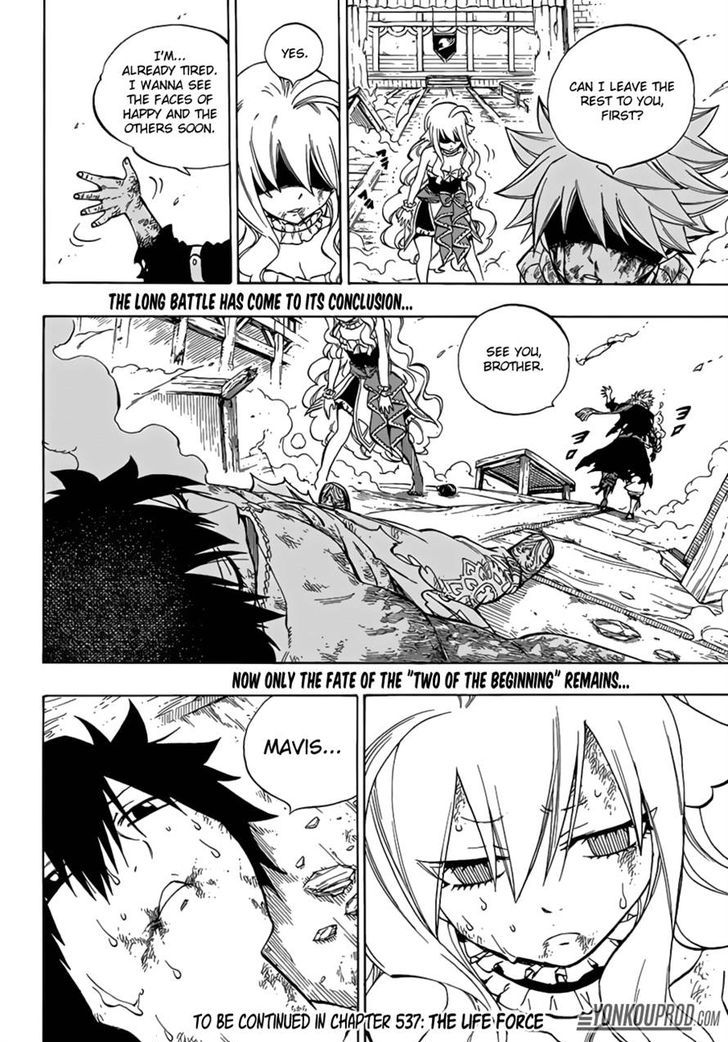 CAN I LEAVE
THE
REST TO YOU,
FIRST?
YES.
I'M...
ALREADY TIRED.
I WANNA SEE
THE FACES OF
HAPPY AND THE
OTHERS SOON.
THE LONG BATTLE HAS COME TO ITS CONCLUSION...
SEE YOU,
BROTHER.
NOW ONLY THE FATE OF THE "TWO OF THE BEGINNING" REMAINS...
MAVIS...
TO BE CONTINUED IN CHAPTER 537: THE LIFE FORCE
YONKOUPROD.COM